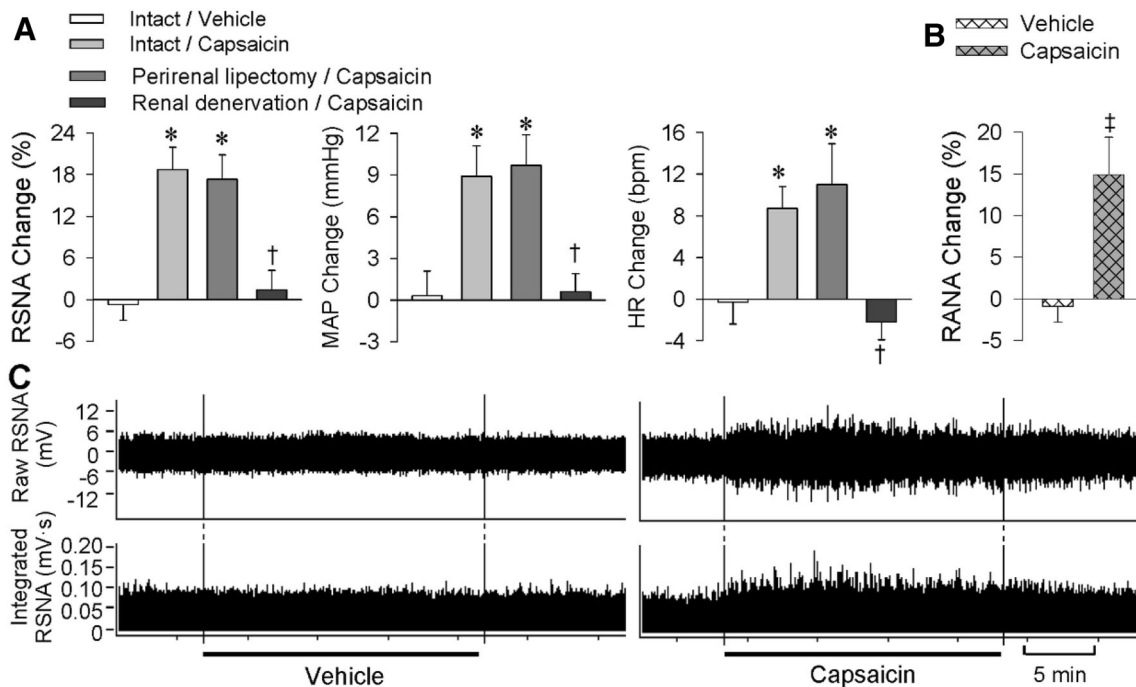 A
Intact / Vehicle
Intact / Capsaicin
Perirenal lipectomy / Capsaicin
Renal denervation / Capsaicin
B
Vehicle
Capsaicin
RSNA Change (%)
24
18
12
6
0
-6
*
*
†
MAP Change (mmHg)
12
9
6
3
0
-3
*
*
†
HR Change (bpm)
16
12
8
4
0
-4
*
*
†
RANA Change (%)
20
15
10
5
0
-5
‡
C
Raw RSNA
(mV)
12
6
0
-6
-12
Integrated
RSNA (mV·s)
0.20
0.15
0.10
0.05
0
Vehicle
Capsaicin
5 min